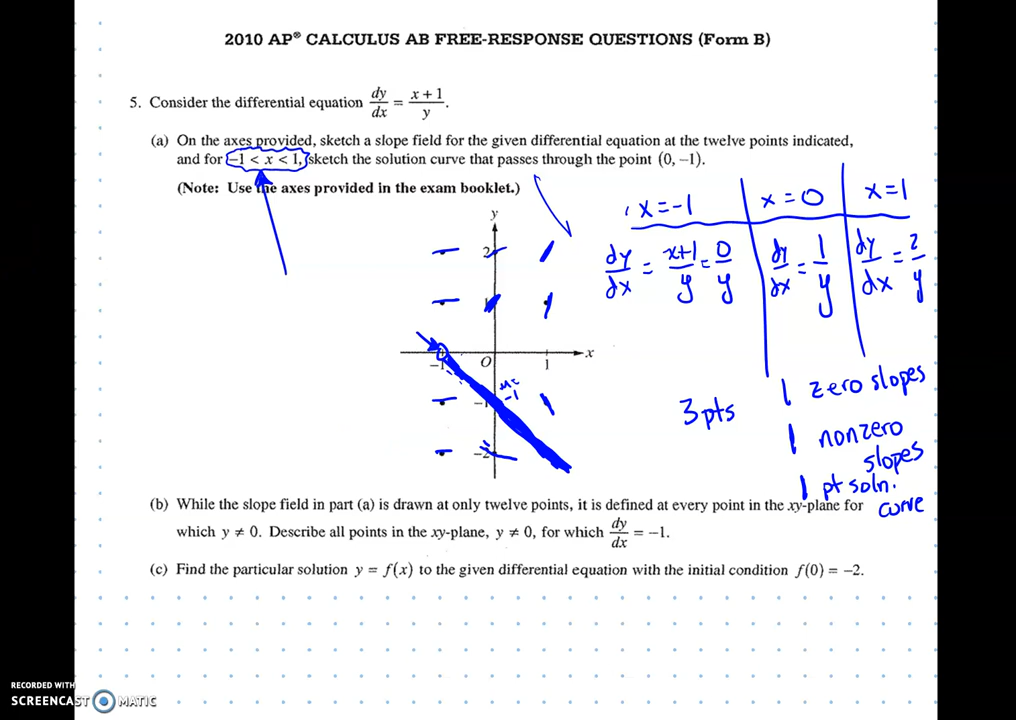 2010 AP® CALCULUS AB FREE-RESPONSE QUESTIONS (Form B)
5. Consider the differential equation dy/dx = x + 1/y.
(a) On the axes provided, sketch a slope field for the given differential equation at the twelve points indicated,
and for −1 < x < 1, sketch the solution curve that passes through the point (0, −1).
(Note: Use the axes provided in the exam booklet.)
x = -1
x = 0
x = 1
dy/dx = x+1/y = 0/y
dy/dx = 1/y
dy/dx = 2/y
y
2
O
x
−1
1
m=
-1
−1
−2
3 pts
1 zero slopes
1 nonzero
slopes
1 pt soln.
curve
(b) While the slope field in part (a) is drawn at only twelve points, it is defined at every point in the xy-plane for
which y ≠ 0. Describe all points in the xy-plane, y ≠ 0, for which dy/dx = −1.
(c) Find the particular solution y = f(x) to the given differential equation with the initial condition f(0) = −2.
RECORDED WITH
SCREENCAST MATIC